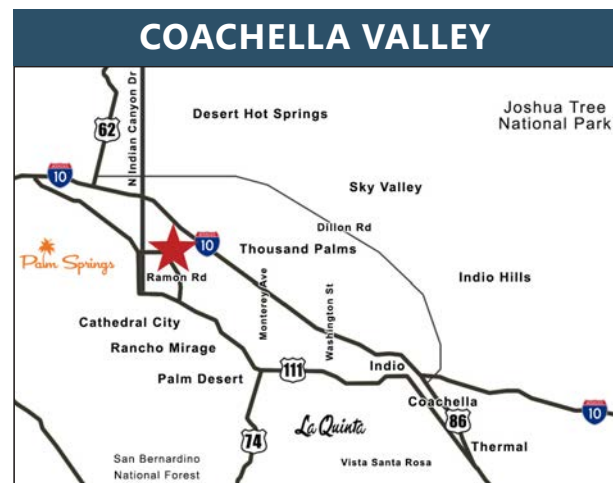 COACHELLA VALLEY
N Indian Canyon Dr
62
Desert Hot Springs
Joshua Tree
National Park
10
Sky Valley
Dillon Rd
10
Thousand Palms
Palm Springs
Ramon Rd
Indio Hills
Monterey Ave
Washington St
Cathedral City
Rancho Mirage
111
Indio
Palm Desert
Coachella
10
86
La Quinta
74
Thermal
San Bernardino
National Forest
Vista Santa Rosa